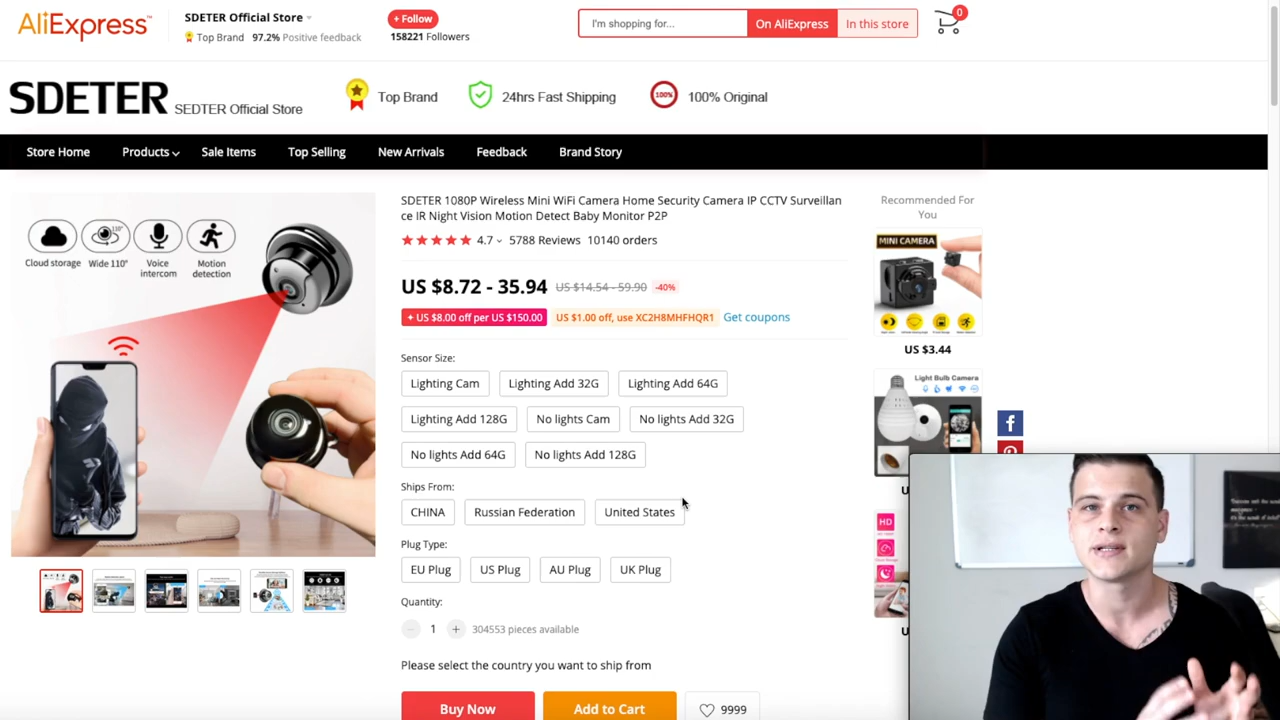 AliExpress™
SDETER Official Store
Top Brand 97.2% Positive feedback
+ Follow
158221 Followers
I'm shopping for...
On AliExpress
In this store
0
SDETER SEDTER Official Store
Top Brand
24hrs Fast Shipping
100%
100% Original
Store Home
Products
Sale Items
Top Selling
New Arrivals
Feedback
Brand Story
Cloud storage
Wide 110°
Voice intercom
Motion detection
SDETER 1080P Wireless Mini WiFi Camera Home Security Camera IP CCTV Surveillan
ce IR Night Vision Motion Detect Baby Monitor P2P
4.7 5788 Reviews 10140 orders
US $8.72 - 35.94 US $14.54 - 59.90 -40%
+ US $8.00 off per US $150.00 US $1.00 off, use XC2H8MHFHQR1 Get coupons
Sensor Size:
Lighting Cam Lighting Add 32G Lighting Add 64G
Lighting Add 128G No lights Cam No lights Add 32G
No lights Add 64G No lights Add 128G
Ships From:
CHINA Russian Federation United States
Plug Type:
EU Plug US Plug AU Plug UK Plug
Quantity:
− 1 + 304553 pieces available
Please select the country you want to ship from
Buy Now Add to Cart 9999
Recommended For
You
MINI CAMERA
US $3.44
Light Bulb Camera
HD